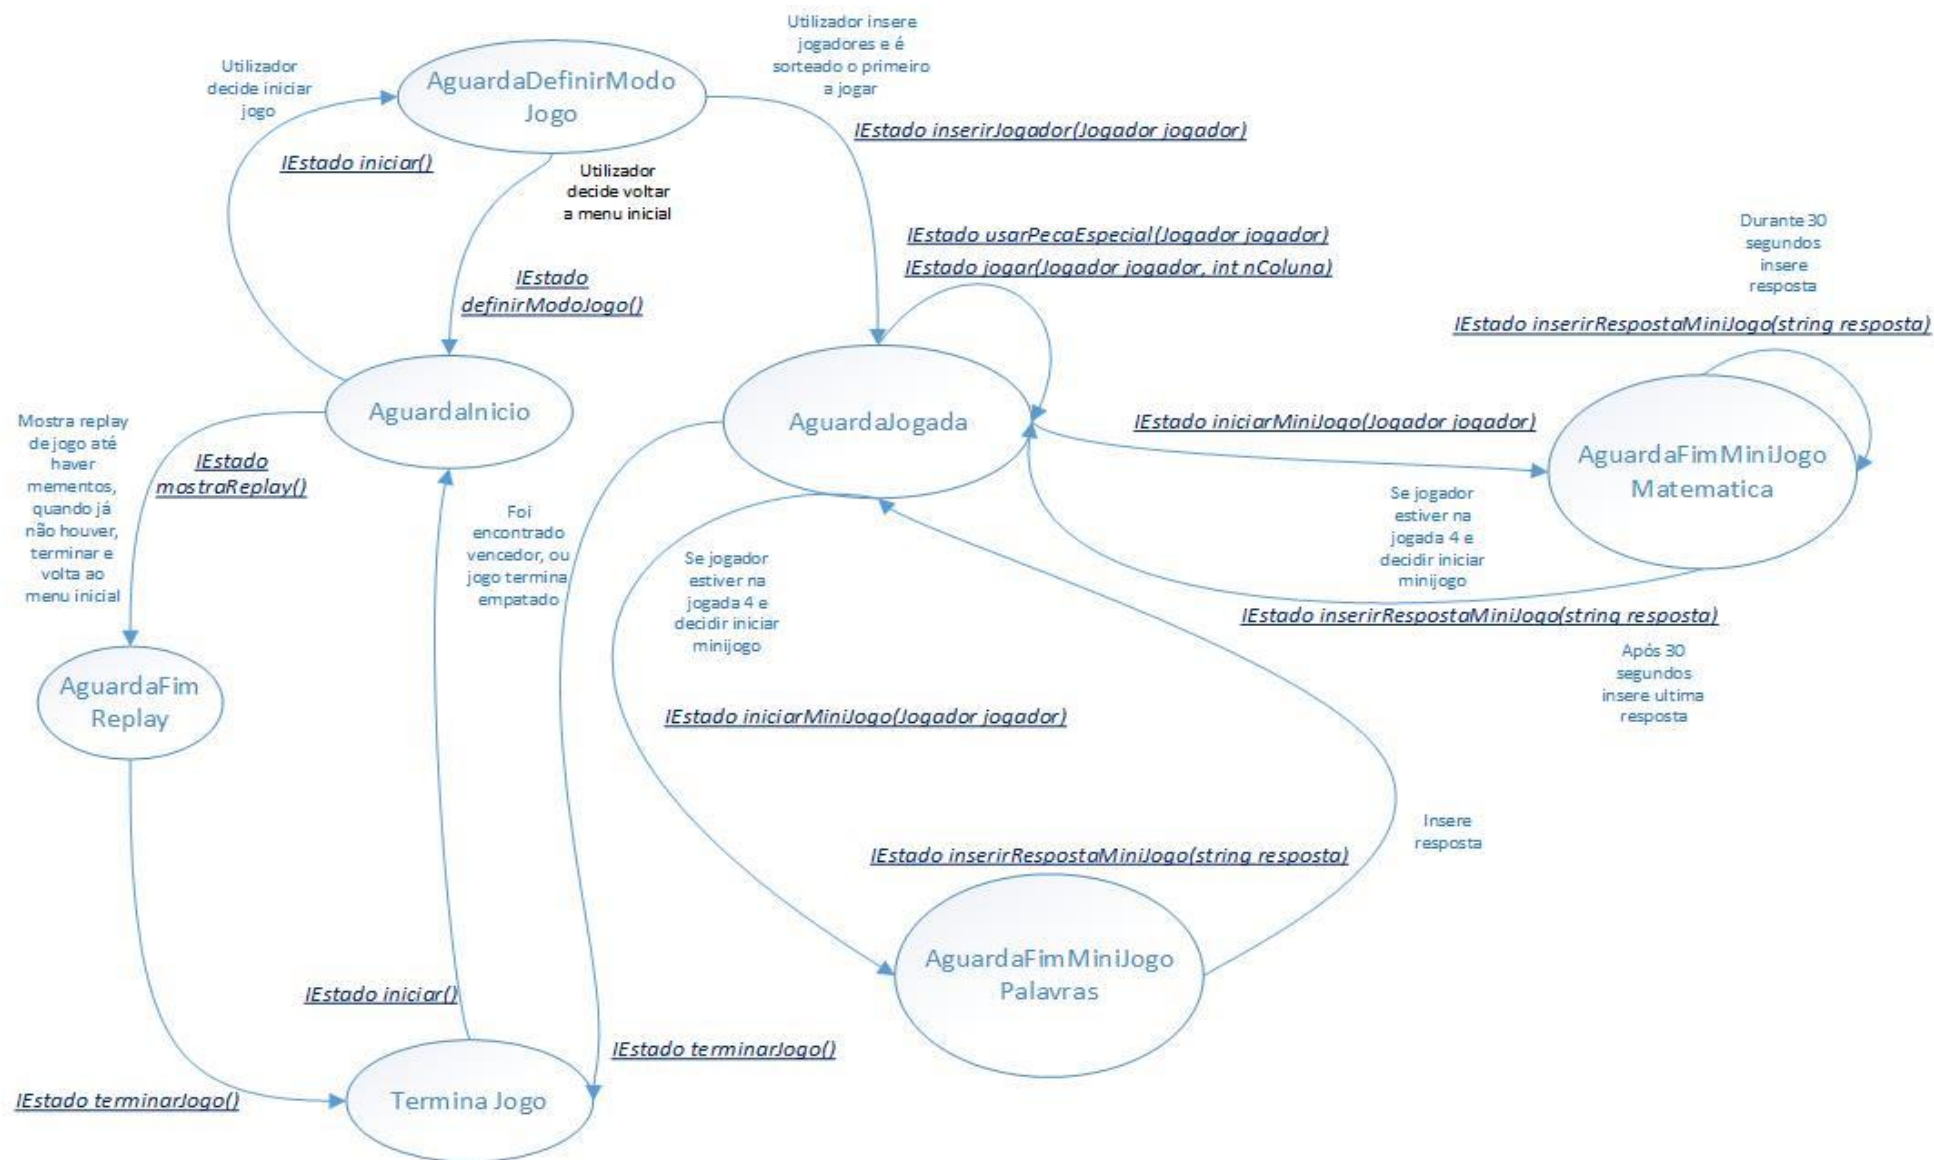 Utilizador insere
jogadores e é
sorteado o primeiro
a jogar
Utilizador
decide iniciar
jogo
AguardaDefinirModo
Jogo
IEstado inserirJogador(Jogador jogador)
IEstado iniciar()
Utilizador
decide voltar
a menu inicial
IEstado usarPecaEspecial(Jogador jogador)
IEstado jogar(Jogador jogador, int nColuna)
Durante 30
segundos
insere
resposta
IEstado
definirModoJogo()
IEstado inserirRespostaMiniJogo(string resposta)
AguardaInicio
AguardaJogada
IEstado iniciarMiniJogo(Jogador jogador)
AguardaFimMiniJogo
Matematica
Mostra replay
de jogo até
haver
mementos,
quando já
não houver,
terminar e
volta ao
menu inicial
IEstado
mostraReplay()
Foi
encontrado
vencedor, ou
jogo termina
empatado
Se jogador
estiver na
jogada 4 e
decidir iniciar
minijogo
Se jogador
estiver na
jogada 4 e
decidir iniciar
minijogo
IEstado inserirRespostaMiniJogo(string resposta)
Após 30
segundos
insere ultima
resposta
AguardaFim
Replay
IEstado iniciarMiniJogo(Jogador jogador)
Insere
resposta
IEstado inserirRespostaMiniJogo(string resposta)
AguardaFimMiniJogo
Palavras
IEstado iniciar()
IEstado terminarJogo()
Termina Jogo
IEstado terminarJogo()